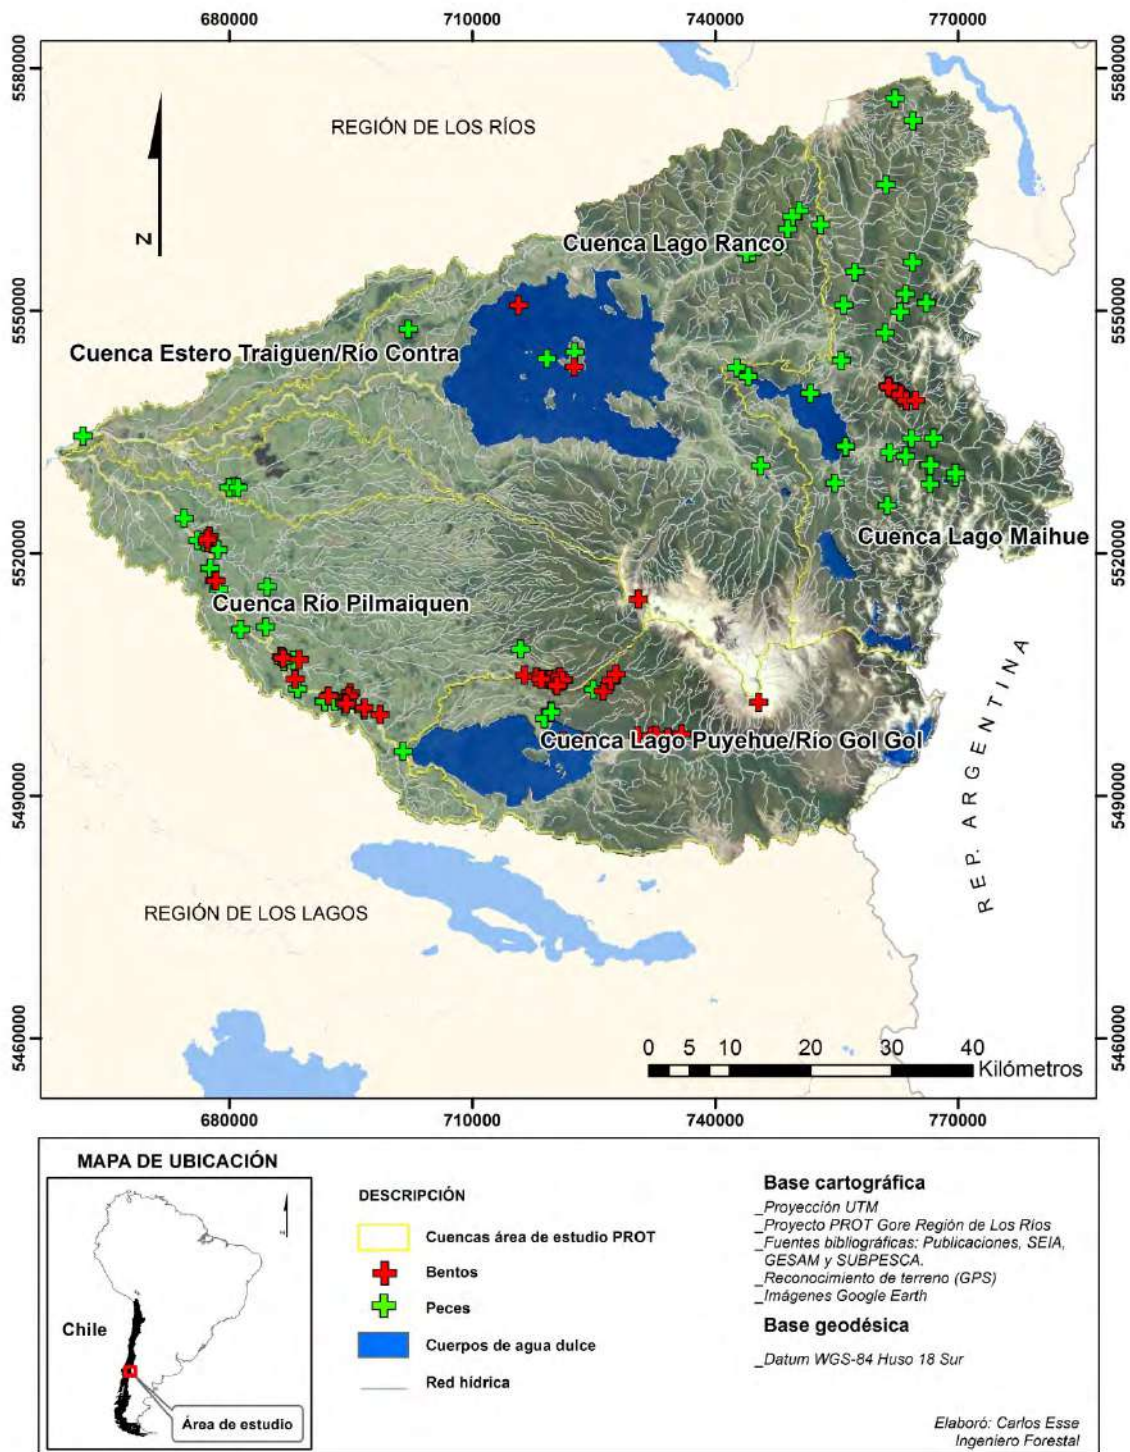 680000 710000 740000 770000
5580000
5580000
REGIÓN DE LOS RÍOS
N
Cuenca Lago Ranco
5550000
5550000
Cuenca Estero Traiguen/Río Contra
Cuenca Lago Maihue
5520000
5520000
Cuenca Río Pilmaiquen
Cuenca Lago Puyehue/Río Gol Gol
REP. ARGENTINA
5490000
5490000
REGIÓN DE LOS LAGOS
5460000
5460000
0 5 10 20 30 40
Kilómetros
680000 710000 740000 770000
MAPA DE UBICACIÓN
Chile
Área de estudio
DESCRIPCIÓN
Cuencas área de estudio PROT
Bentos
Peces
Cuerpos de agua dulce
Red hídrica
Base cartográfica
_Proyección UTM
_Proyecto PROT Gore Región de Los Ríos
_Fuentes bibliográficas: Publicaciones, SEIA,
GESAM y SUBPESCA.
_Reconocimiento de terreno (GPS)
_Imágenes Google Earth
Base geodésica
_Datum WGS-84 Huso 18 Sur
Elaboró: Carlos Esse
Ingeniero Forestal